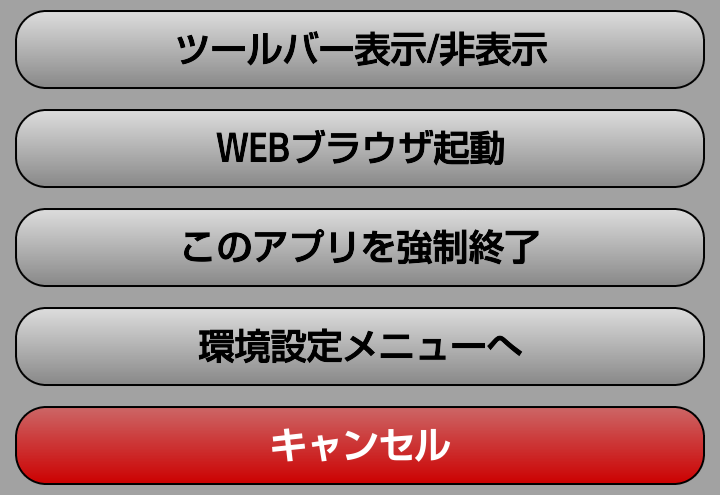 ツールバー表示/非表示
WEBブラウザ起動
このアプリを強制終了
環境設定メニューへ
キャンセル